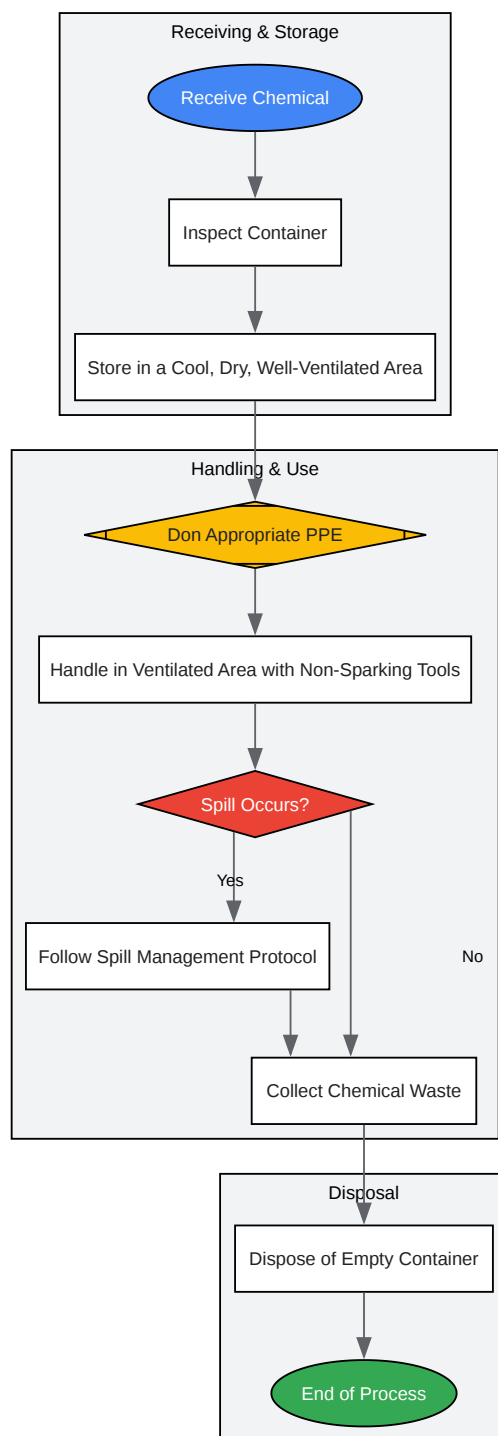 Receiving & Storage
Receive Chemical
Inspect Container
Store in a Cool, Dry, Well-Ventilated Area
Handling & Use
Don Appropriate PPE
Handle in Ventilated Area with Non-Sparking Tools
Spill Occurs?
Yes
Follow Spill Management Protocol
No
Collect Chemical Waste
Disposal
Dispose of Empty Container
End of Process